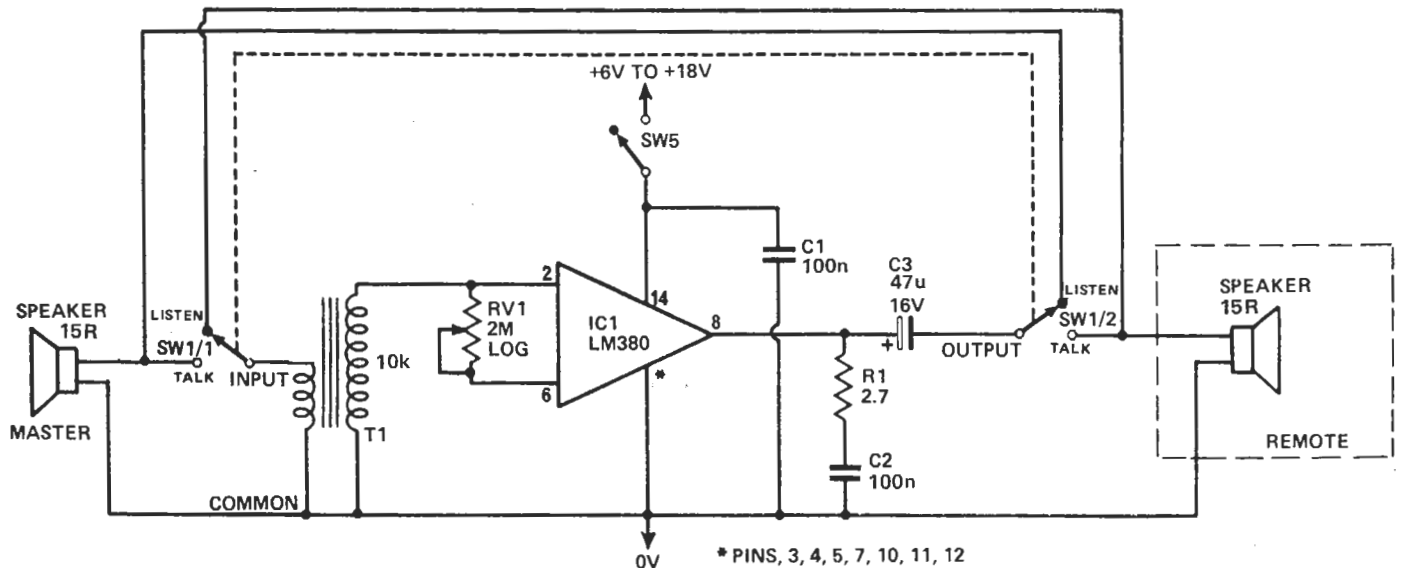 +6V TO +18V
SW5
C1
100n
C3
47u
16V
+
LISTEN
SW1/2
TALK
OUTPUT
SPEAKER
15R
REMOTE
SPEAKER
15R
MASTER
LISTEN
SW1/1
TALK
INPUT
10k
T1
RV1
2M
LOG
2
6
IC1
LM380
14
8
*
R1
2.7
C2
100n
COMMON
0V
* PINS, 3, 4, 5, 7, 10, 11, 12